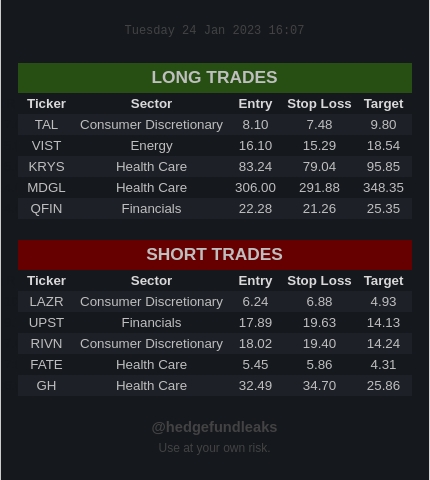 Tuesday 24 Jan 2023 16:07
LONG TRADES
Ticker Sector Entry Stop Loss Target
TAL Consumer Discretionary 8.10 7.48 9.80
VIST Energy 16.10 15.29 18.54
KRYS Health Care 83.24 79.04 95.85
MDGL Health Care 306.00 291.88 348.35
QFIN Financials 22.28 21.26 25.35
SHORT TRADES
Ticker Sector Entry Stop Loss Target
LAZR Consumer Discretionary 6.24 6.88 4.93
UPST Financials 17.89 19.63 14.13
RIVN Consumer Discretionary 18.02 19.40 14.24
FATE Health Care 5.45 5.86 4.31
GH Health Care 32.49 34.70 25.86
@hedgefundleaks
Use at your own risk.